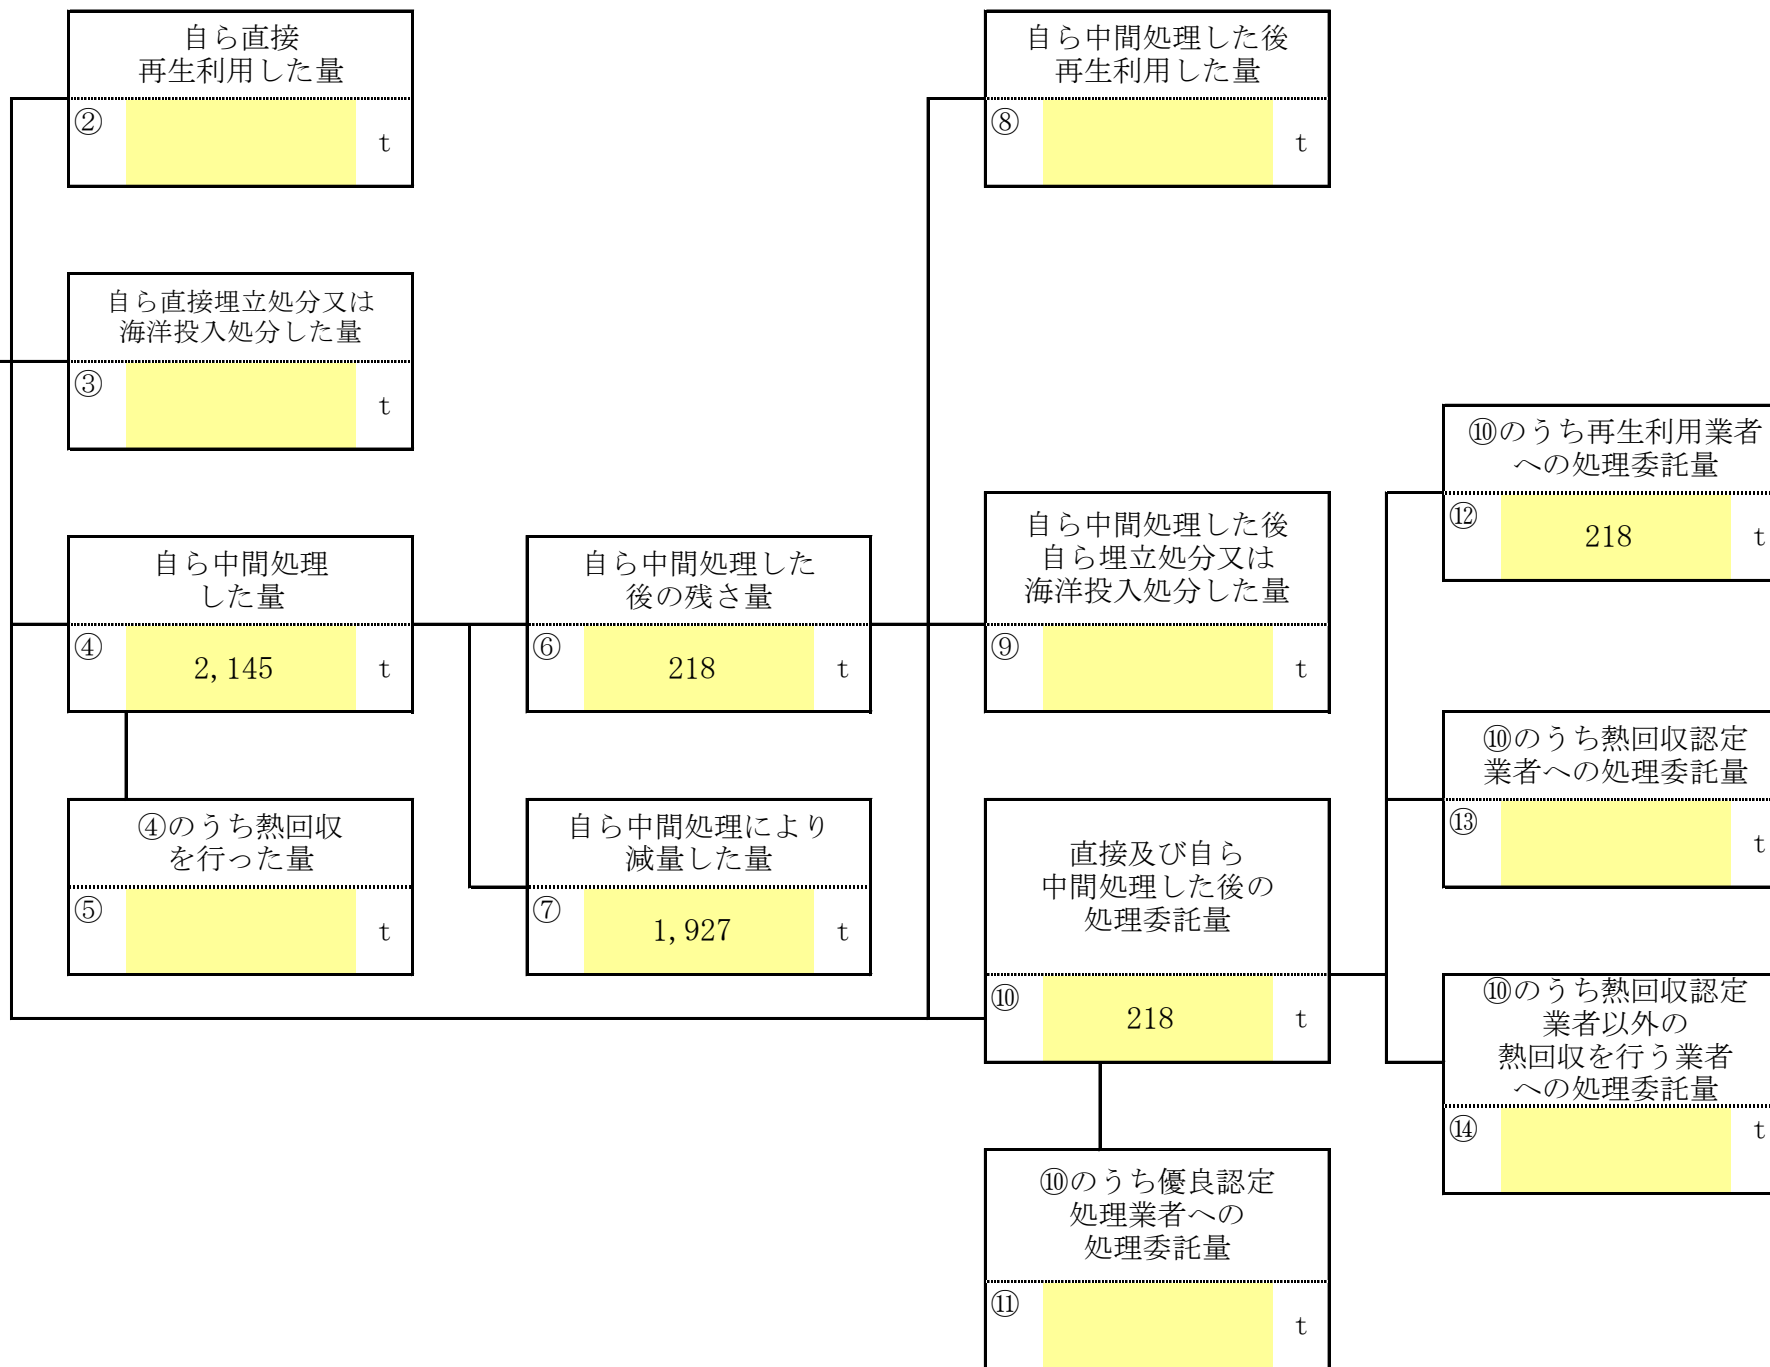 自ら直接
再生利用した量
② t
自ら直接埋立処分又は
海洋投入処分した量
③ t
自ら中間処理
した量
④ 2,145 t
④のうち熱回収
を行った量
⑤ t
自ら中間処理した
後の残さ量
⑥ 218 t
自ら中間処理により
減量した量
⑦ 1,927 t
自ら中間処理した後
再生利用した量
⑧ t
自ら中間処理した後
自ら埋立処分又は
海洋投入処分した量
⑨ t
直接及び自ら
中間処理した後の
処理委託量
⑩ 218 t
⑩のうち優良認定
処理業者への
処理委託量
⑪ t
⑩のうち再生利用業者
への処理委託量
⑫ 218 t
⑩のうち熱回収認定
業者への処理委託量
⑬ t
⑩のうち熱回収認定
業者以外の
熱回収を行う業者
への処理委託量
⑭ t